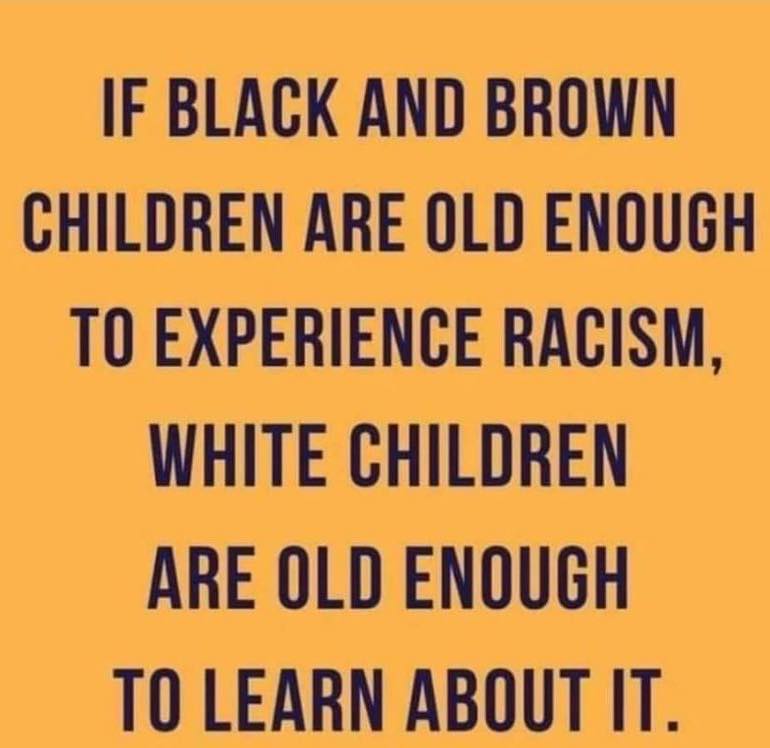 IF BLACK AND BROWN
CHILDREN ARE OLD ENOUGH
TO EXPERIENCE RACISM,
WHITE CHILDREN
ARE OLD ENOUGH
TO LEARN ABOUT IT.